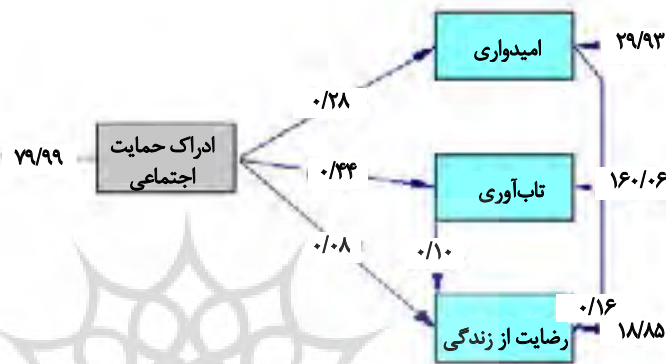 امیدواری
۲۹/۹۳
۰/۲۸
ادراک حمایت
اجتماعی
۷۹/۹۹
۰/۴۴
تاب‌آوری
۱۶۰/۰۶
۰/۰۸
۰/۱۰
۰/۱۶
رضایت از زندگی
۱۸/۸۵